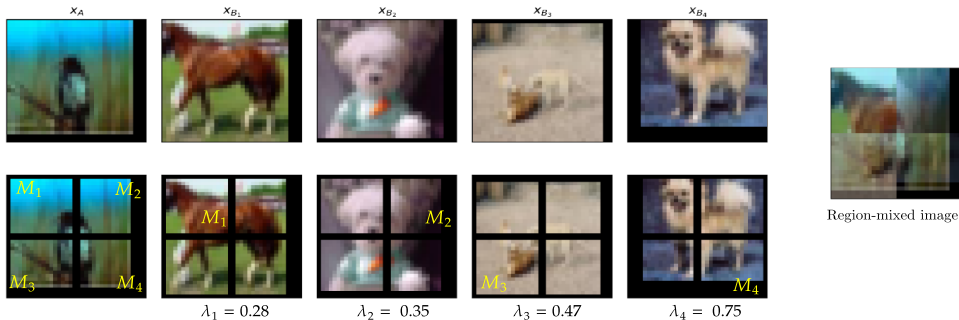 x_A x_{B_1} x_{B_2} x_{B_3} x_{B_4}
M_1 M_2 M_1
M_2
M_3 M_4 M_3 M_4
Region-mixed image
λ_1 = 0.28 λ_2 = 0.35 λ_3 = 0.47 λ_4 = 0.75